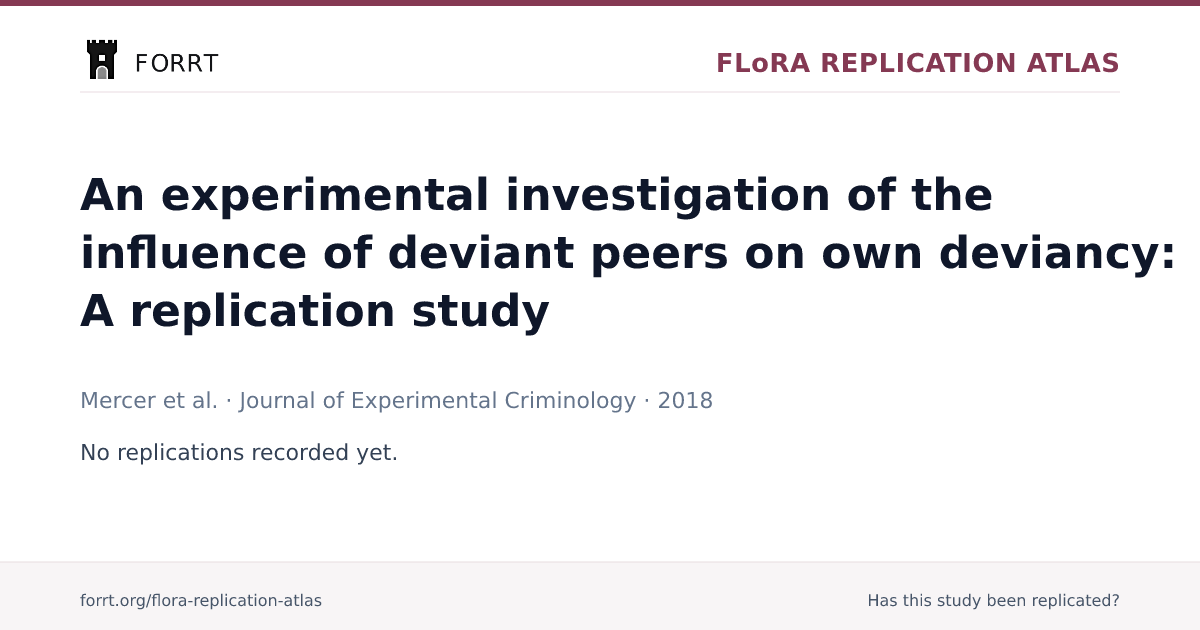 FORRT
FLoRA REPLICATION ATLAS
An experimental investigation of the
influence of deviant peers on own deviancy:
A replication study
Mercer et al. · Journal of Experimental Criminology · 2018
No replications recorded yet.
forrt.org/flora-replication-atlas
Has this study been replicated?